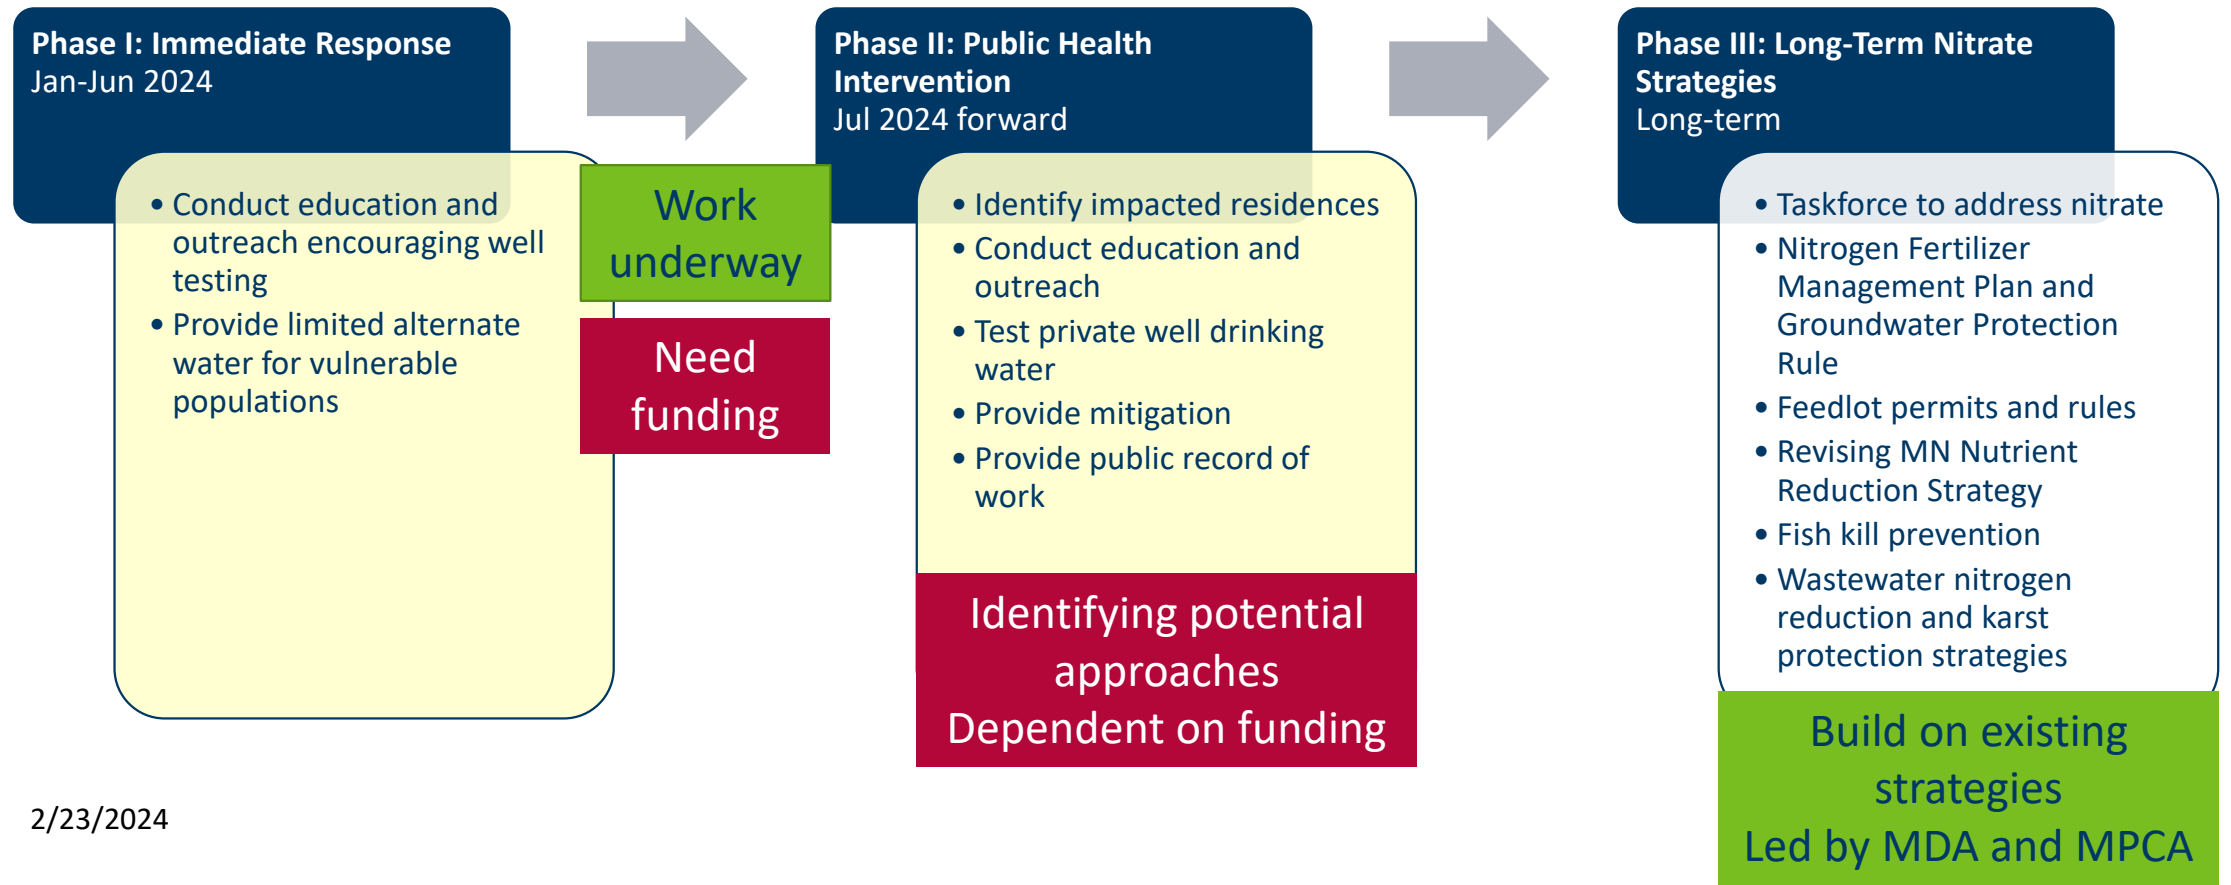 Phase I: Immediate Response
Jan-Jun 2024
• Conduct education and
outreach encouraging well
testing
• Provide limited alternate
water for vulnerable
populations
Work
underway
Need
funding
Phase II: Public Health
Intervention
Jul 2024 forward
• Identify impacted residences
• Conduct education and
outreach
• Test private well drinking
water
• Provide mitigation
• Provide public record of
work
Identifying potential
approaches
Dependent on funding
Phase III: Long-Term Nitrate
Strategies
Long-term
• Taskforce to address nitrate
• Nitrogen Fertilizer
Management Plan and
Groundwater Protection
Rule
• Feedlot permits and rules
• Revising MN Nutrient
Reduction Strategy
• Fish kill prevention
• Wastewater nitrogen
reduction and karst
protection strategies
Build on existing
strategies
Led by MDA and MPCA
2/23/2024